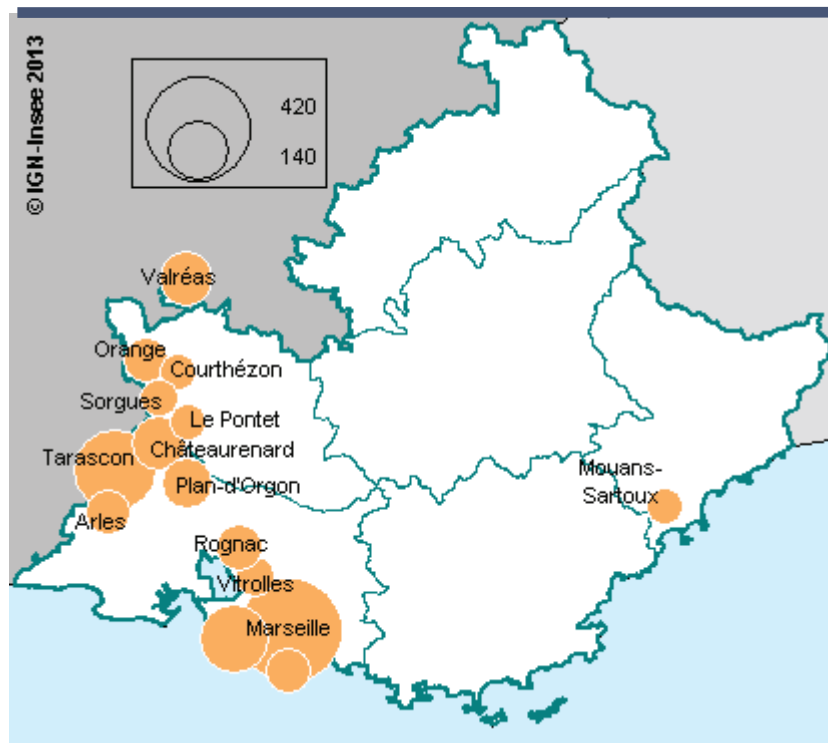 © IGN-Insee 2013
420
140
Valréas
Orange
Courthézon
Sorgues
Le Pontet
Châteaurenard
Tarascon
Plan-d'Orgon
Arles
Mouans-
Sartoux
Rognac
Vitrolles
Marseille